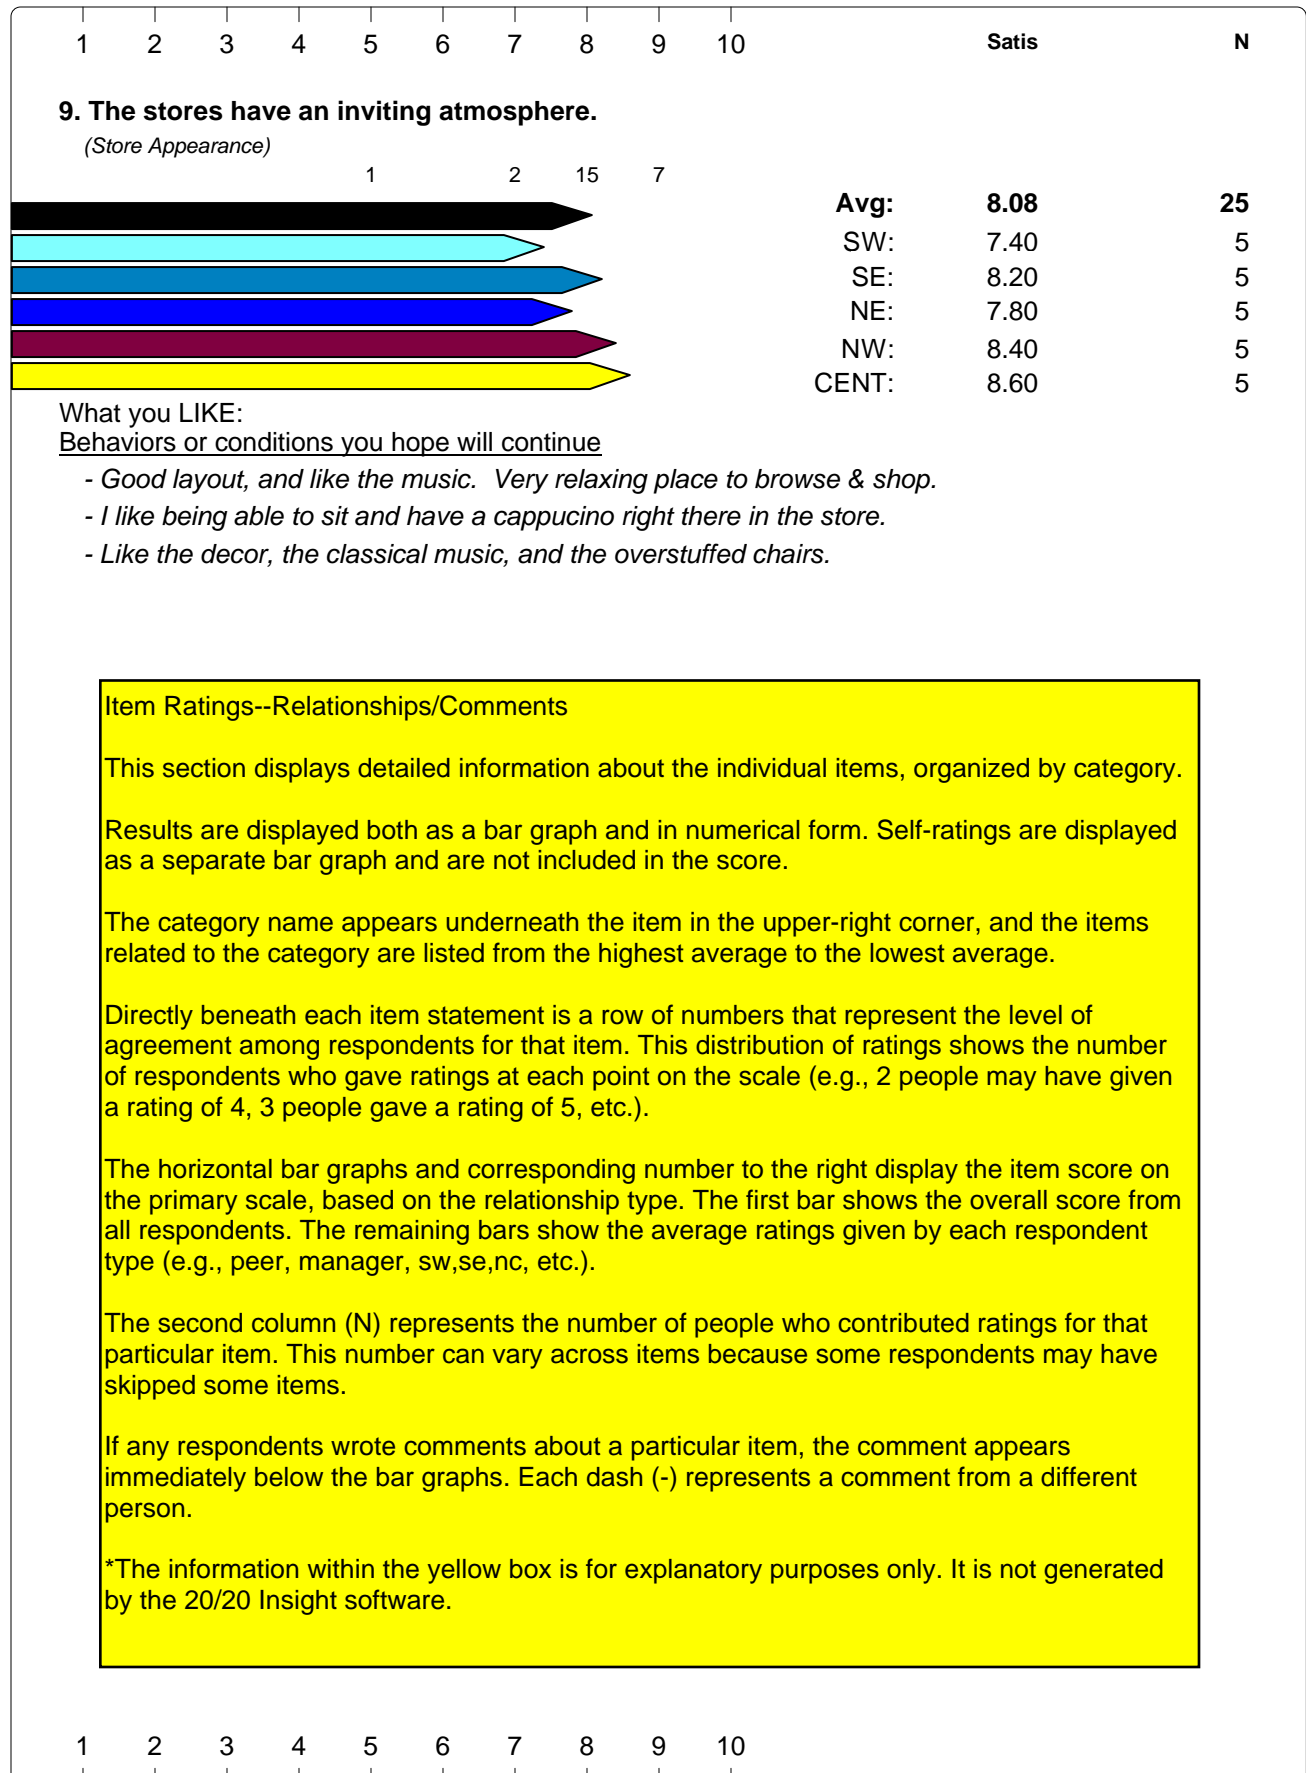 1 2 3 4 5 6 7 8 9 10 Satis N
9. The stores have an inviting atmosphere.
(Store Appearance)
1 2 15 7
Avg: 8.08 25
SW: 7.40 5
SE: 8.20 5
NE: 7.80 5
NW: 8.40 5
CENT: 8.60 5
What you LIKE:
Behaviors or conditions you hope will continue
- Good layout, and like the music.  Very relaxing place to browse & shop.
- I like being able to sit and have a cappucino right there in the store.
- Like the decor, the classical music, and the overstuffed chairs.
Item Ratings--Relationships/Comments
This section displays detailed information about the individual items, organized by category.
Results are displayed both as a bar graph and in numerical form. Self-ratings are displayed
as a separate bar graph and are not included in the score.
The category name appears underneath the item in the upper-right corner, and the items
related to the category are listed from the highest average to the lowest average.
Directly beneath each item statement is a row of numbers that represent the level of
agreement among respondents for that item. This distribution of ratings shows the number
of respondents who gave ratings at each point on the scale (e.g., 2 people may have given
a rating of 4, 3 people gave a rating of 5, etc.).
The horizontal bar graphs and corresponding number to the right display the item score on
the primary scale, based on the relationship type. The first bar shows the overall score from
all respondents. The remaining bars show the average ratings given by each respondent
type (e.g., peer, manager, sw,se,nc, etc.).
The second column (N) represents the number of people who contributed ratings for that
particular item. This number can vary across items because some respondents may have
skipped some items.
If any respondents wrote comments about a particular item, the comment appears
immediately below the bar graphs. Each dash (-) represents a comment from a different
person.
*The information within the yellow box is for explanatory purposes only. It is not generated
by the 20/20 Insight software.
1 2 3 4 5 6 7 8 9 10